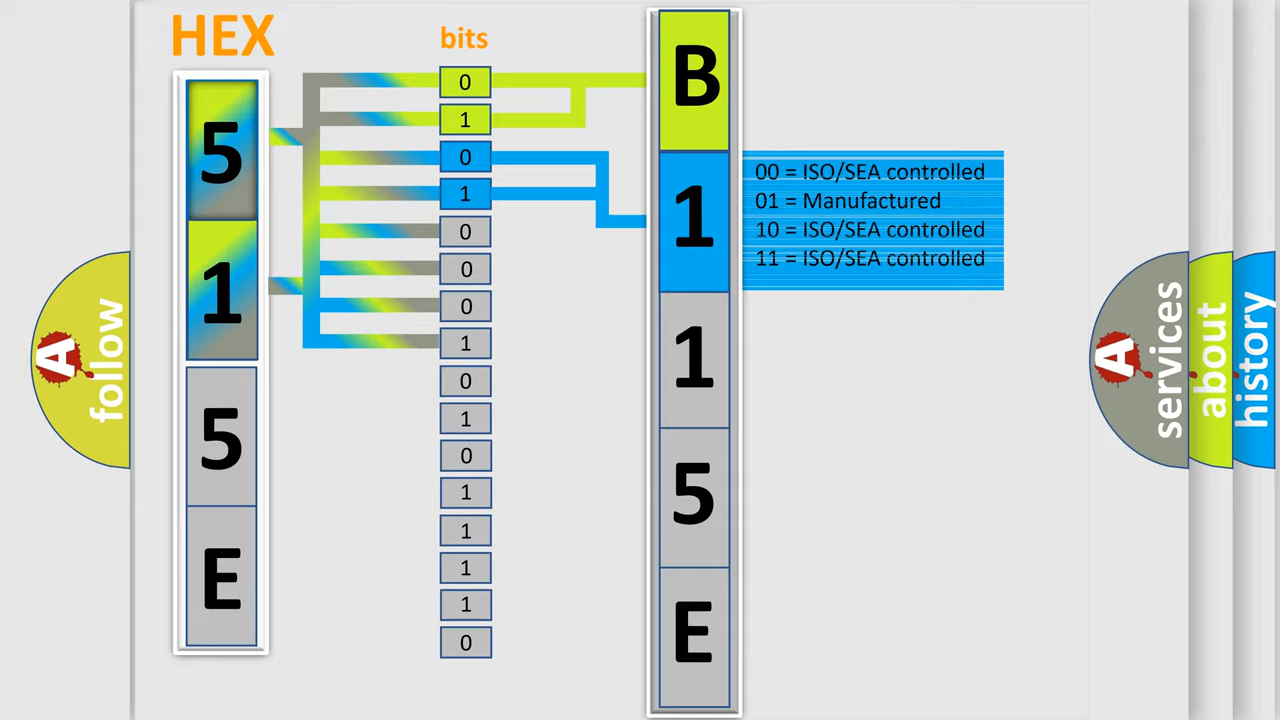 HEX
bits
5
1
5
E
0
1
0
1
0
0
0
1
0
1
0
1
1
1
1
0
B
1
1
5
E
00 = ISO/SEA controlled
01 = Manufactured
10 = ISO/SEA controlled
11 = ISO/SEA controlled
A
follow
A
services
about
history